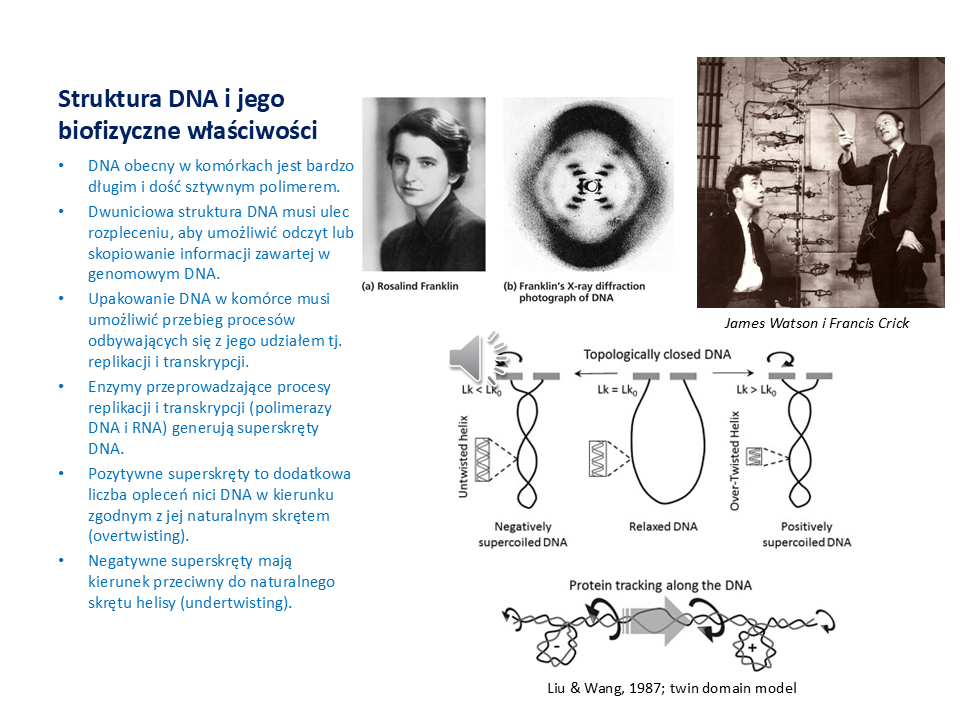 Struktura DNA i jego
biofizyczne właściwości
• DNA obecny w komórkach jest bardzo
długim i dość sztywnym polimerem.
• Dwuniciowa struktura DNA musi ulec
rozpleceniu, aby umożliwić odczyt lub
skopiowanie informacji zawartej w
genomowym DNA.
• Upakowanie DNA w komórce musi
umożliwić przebieg procesów
odbywających się z jego udziałem tj.
replikacji i transkrypcji.
• Enzymy przeprowadzające procesy
replikacji i transkrypcji (polimerazy
DNA i RNA) generują superskręty
DNA.
• Pozytywne superskręty to dodatkowa
liczba opleceń nici DNA w kierunku
zgodnym z jej naturalnym skrętem
(overtwisting).
• Negatywne superskręty mają
kierunek przeciwny do naturalnego
skrętu helisy (undertwisting).
(a) Rosalind Franklin
(b) Franklin's X-ray diffraction
photograph of DNA
James Watson i Francis Crick
Topologically closed DNA
Lk < Lk₀
Lk = Lk₀
Lk > Lk₀
Untwisted helix
Over-Twisted Helix
Negatively
supercoiled DNA
Relaxed DNA
Positively
supercoiled DNA
Protein tracking along the DNA
-
+
Liu & Wang, 1987; twin domain model